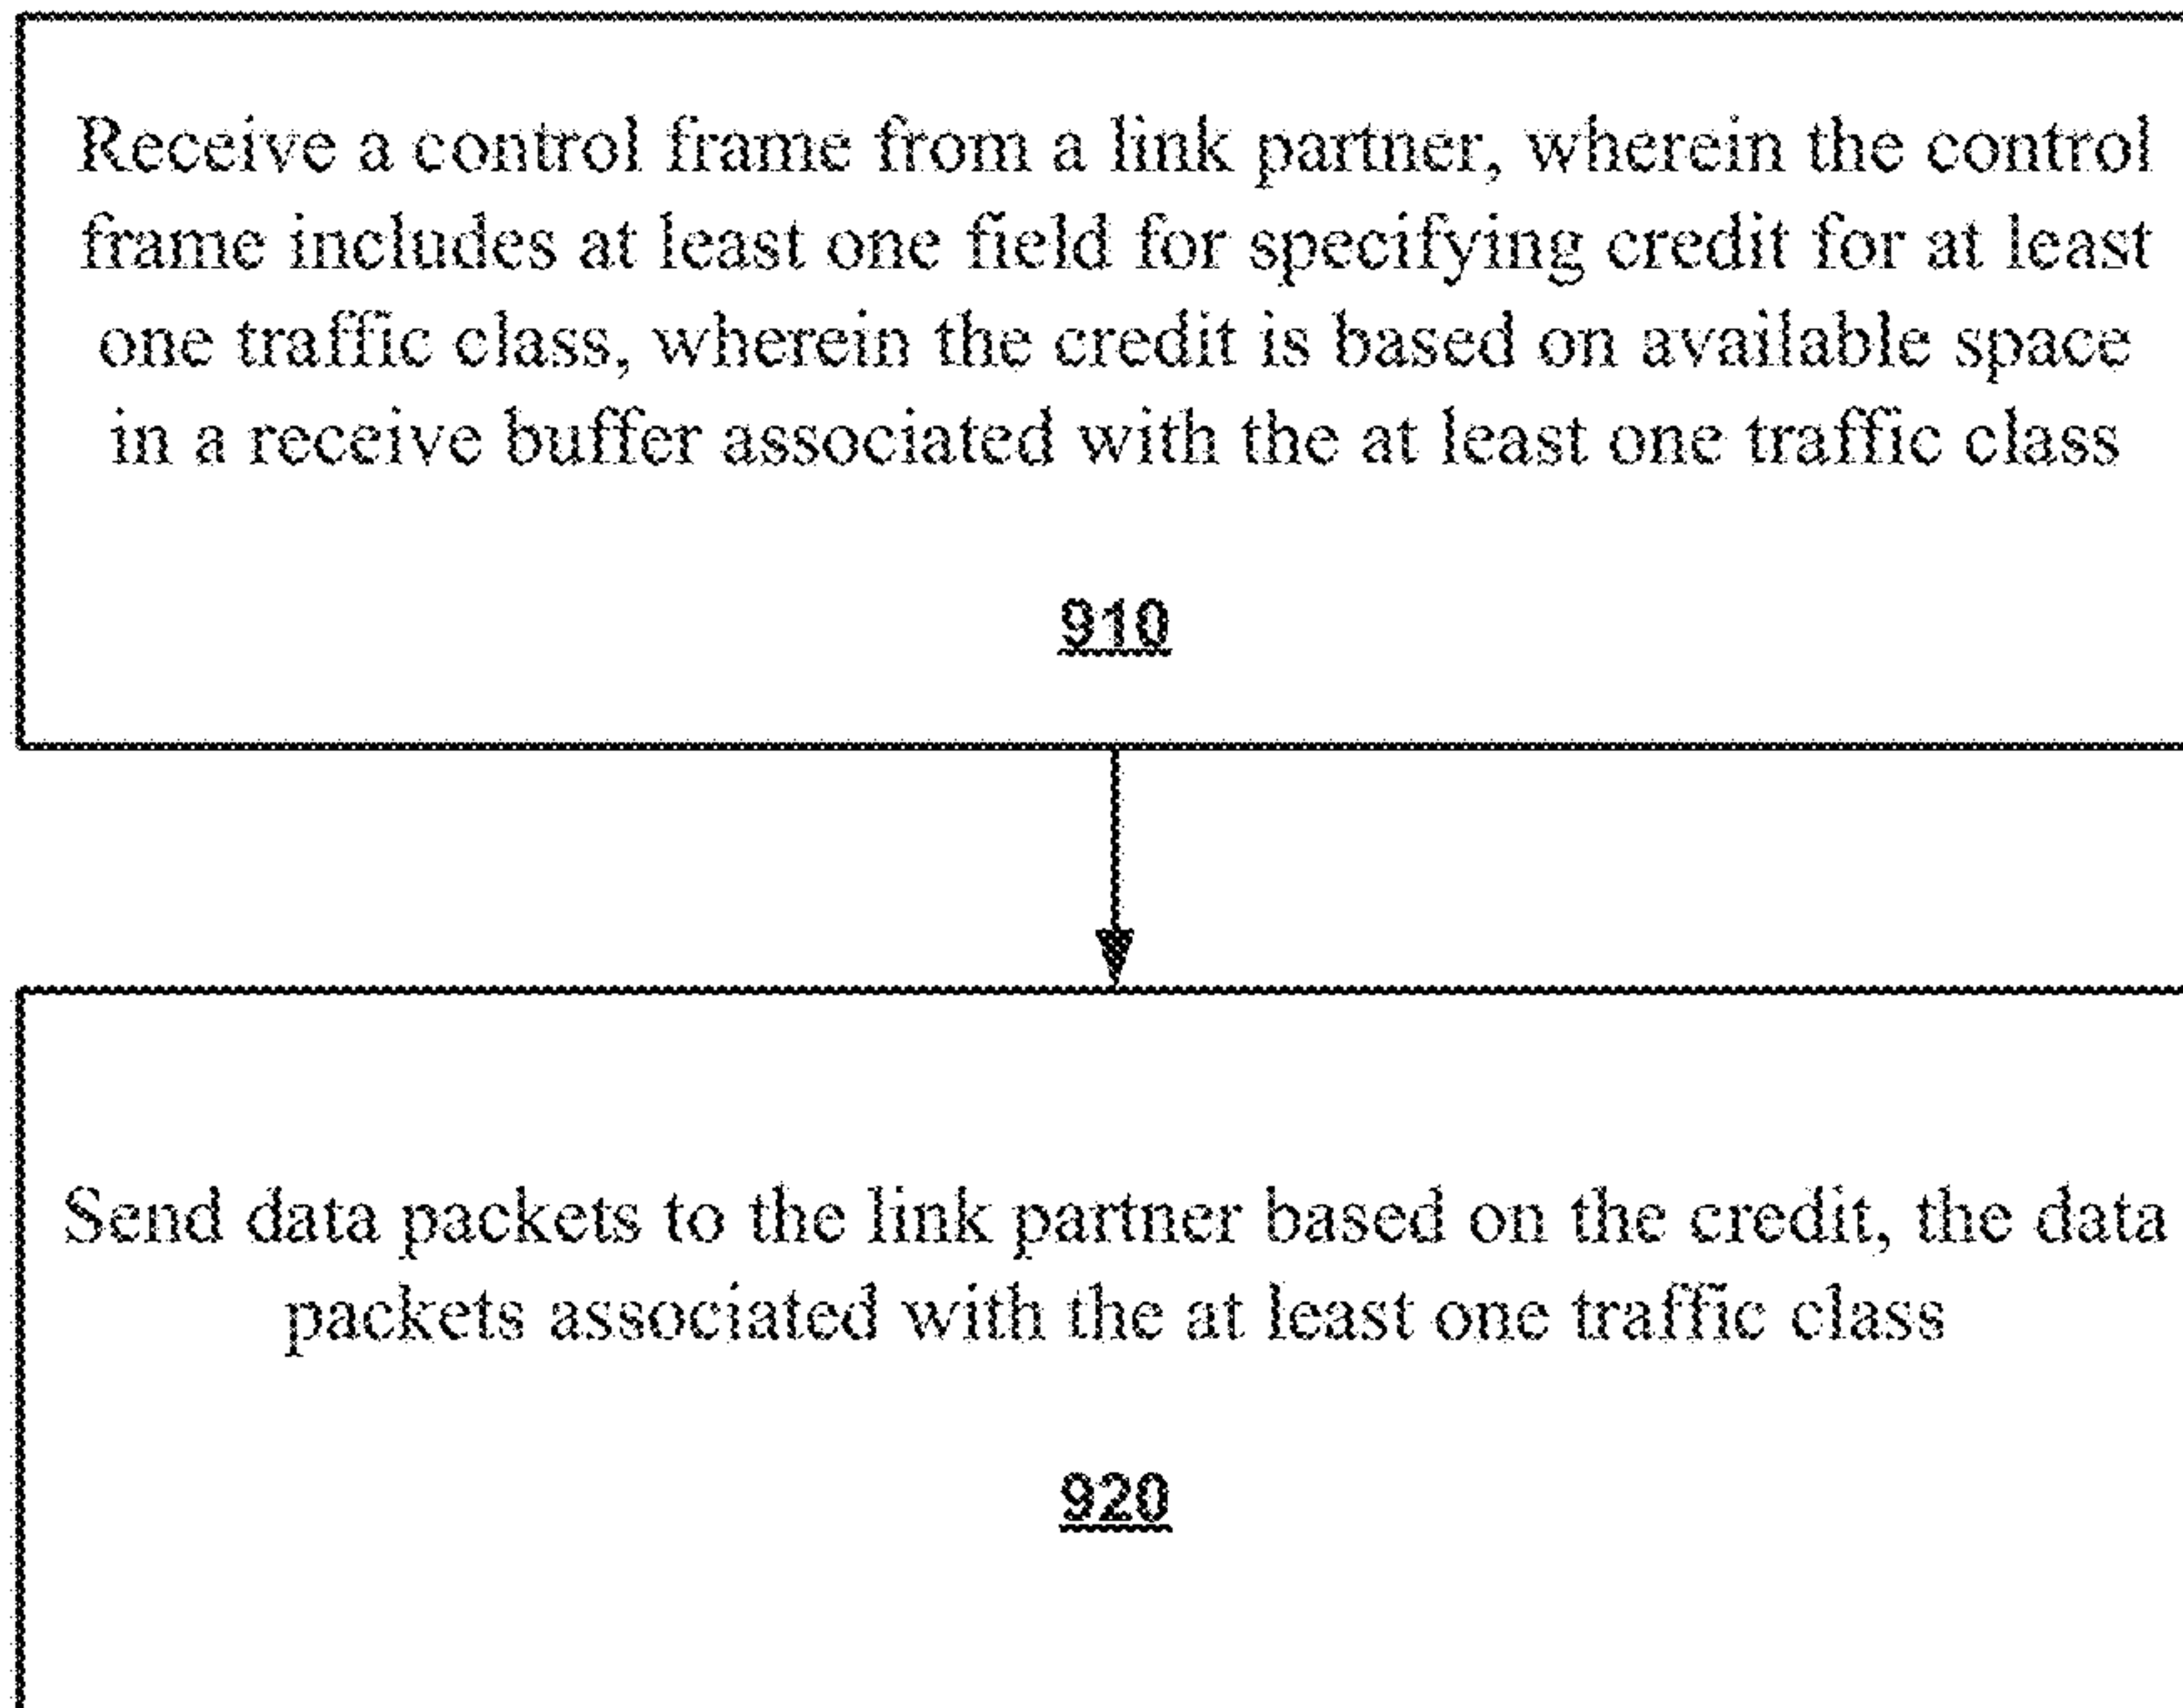 Receive a control frame from a link partner, wherein the control
frame includes at least one field for specifying credit for at least
one traffic class, wherein the credit is based on available space
in a receive buffer associated with the at least one traffic class
910
Send data packets to the link partner based on the credit, the data
packets associated with the at least one traffic class
920